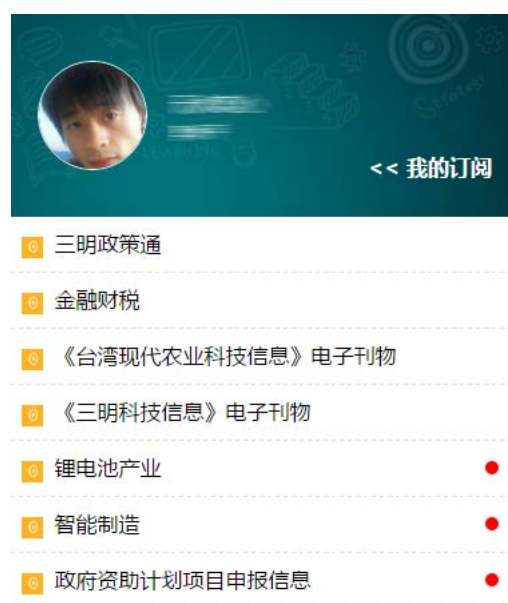 Strategy
<< 我的订阅
三明政策通
金融财税
《台湾现代农业科技信息》电子刊物
《三明科技信息》电子刊物
锂电池产业
智能制造
政府资助计划项目申报信息